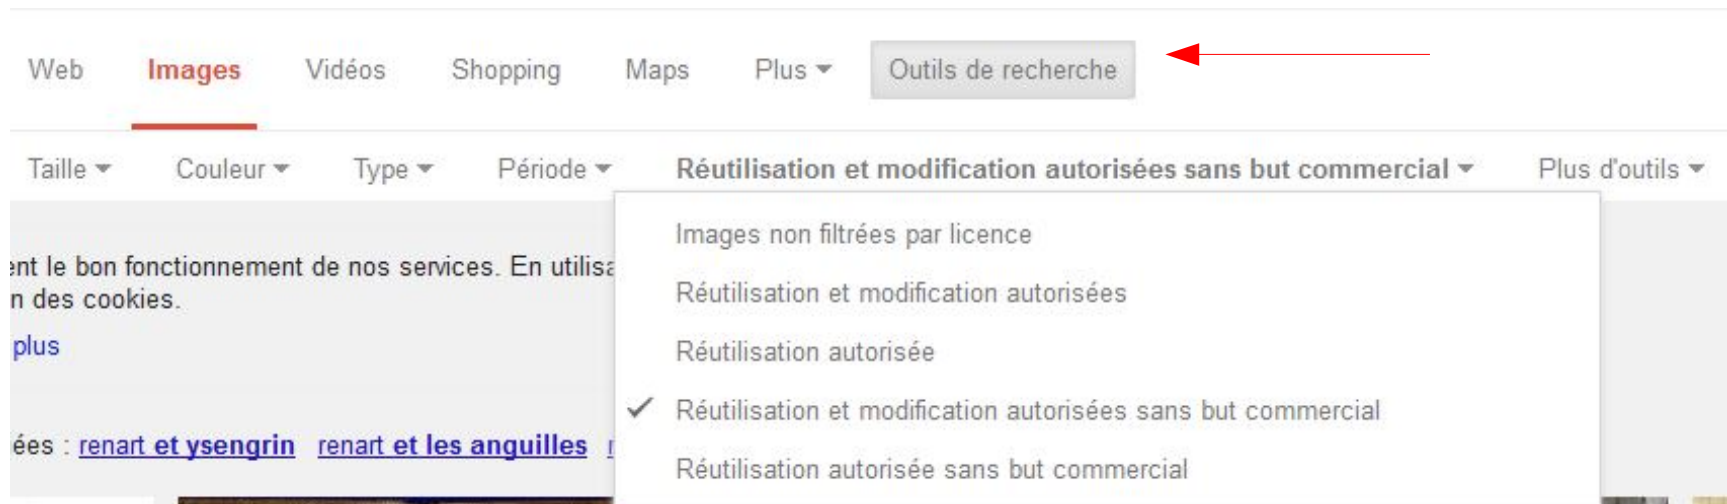 Web Images Vidéos Shopping Maps Plus Outils de recherche
Taille Couleur Type Période Réutilisation et modification autorisées sans but commercial Plus d'outils
Images non filtrées par licence
ent le bon fonctionnement de nos services. En utilisa
n des cookies.
Réutilisation et modification autorisées
plus
Réutilisation autorisée
Réutilisation et modification autorisées sans but commercial
ées : renart et ysengrin renart et les anguilles
Réutilisation autorisée sans but commercial